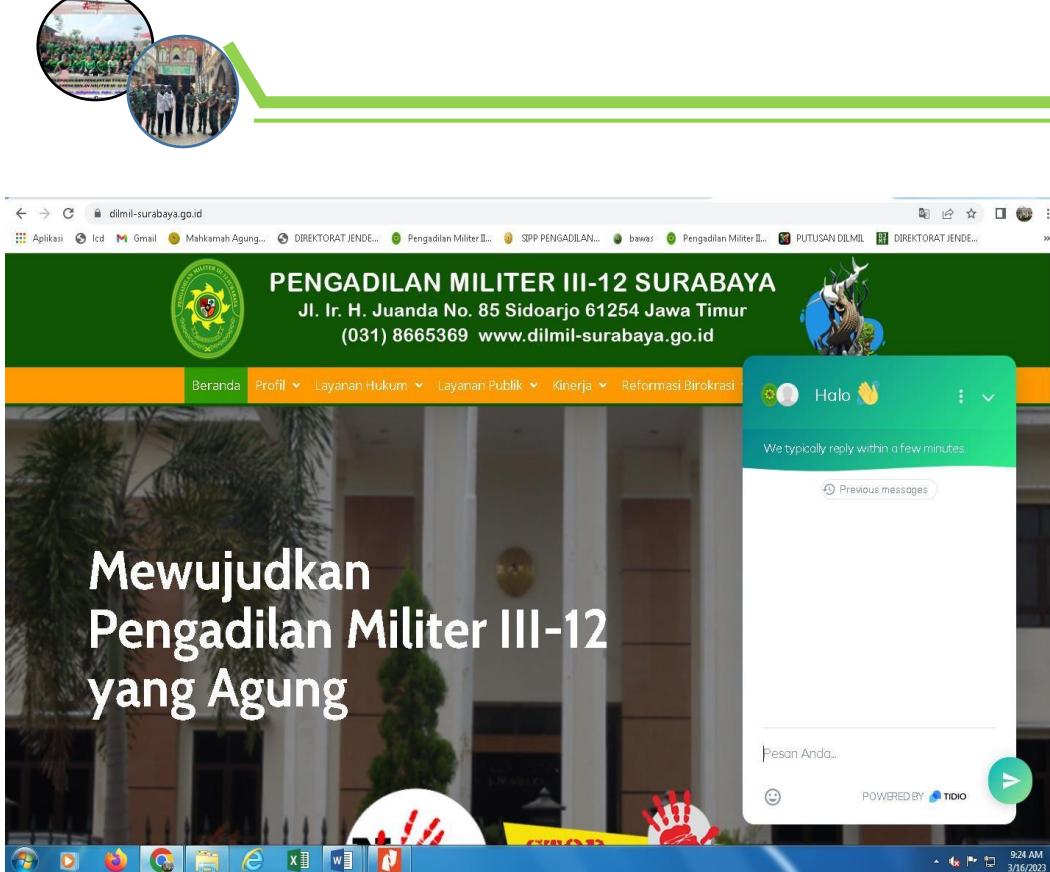 dilmil-surabaya.go.id
Aplikasi lcd Gmail Mahkamah Agung... DIREKTORAT JENDE... Pengadilan Militer II... SIPP PENGADILAN... bawas Pengadilan Militer II... PUTUSAN DILMIL DIREKTORAT JENDE... »
PENGADILAN MILITER III-12 SURABAYA
Jl. Ir. H. Juanda No. 85 Sidoarjo 61254 Jawa Timur
(031) 8665369 www.dilmil-surabaya.go.id
Beranda Profil Layanan Hukum Layanan Publik Kinerja Reformasi Birokrasi
Halo 👋
We typically reply within a few minutes.
Previous messages
Mewujudkan
Pengadilan Militer III-12
yang Agung
Pesan Anda...
POWERED BY TIDIO
9:24 AM
3/16/2023